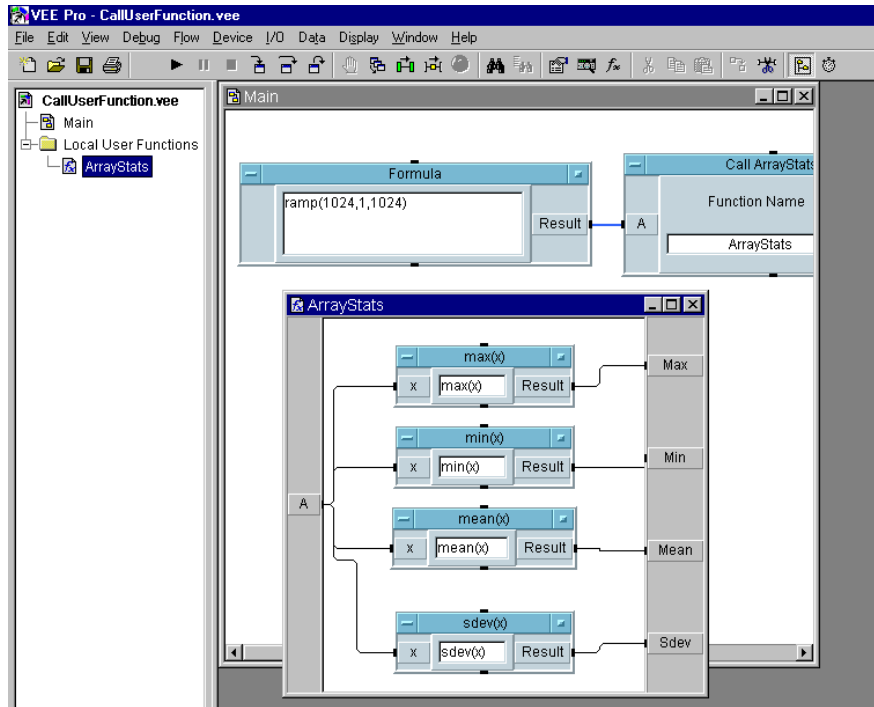 VEE Pro - CallUserFunction.vee
File Edit View Debug Flow Device I/O Data Display Window Help
CallUserFunction.vee
Main
Local User Functions
ArrayStats
Main
Formula
ramp(1024,1,1024)
Result
Call ArrayStats
Function Name
A
ArrayStats
ArrayStats
max(x)
x max(x) Result
Max
min(x)
x min(x) Result
Min
A
mean(x)
x mean(x) Result
Mean
sdev(x)
x sdev(x) Result
Sdev